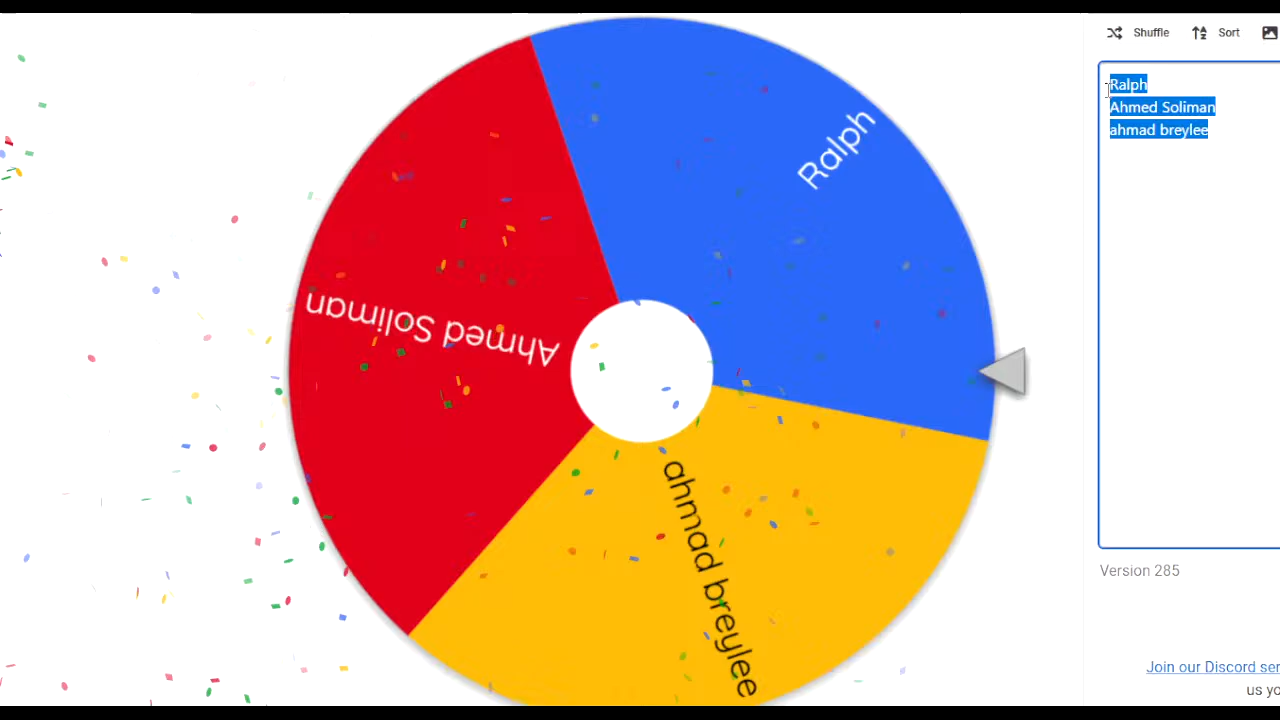 Shuffle
Sort
Ralph
Ahmed Soliman
ahmad breylee
Ralph
Ahmed Soliman
ahmad breylee
Version 285
Join our Discord ser
us yo